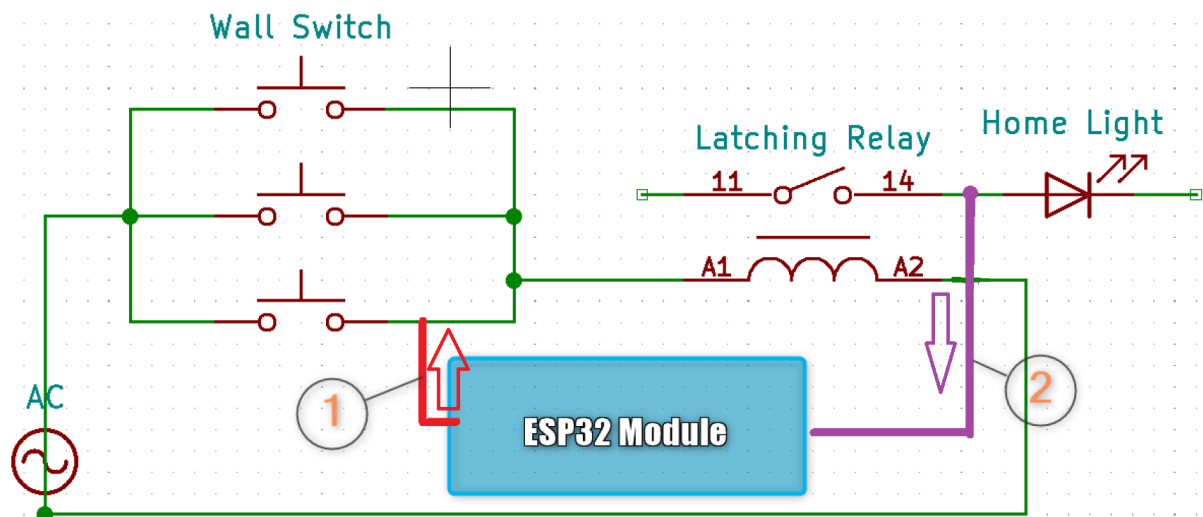 Wall Switch
Latching Relay
Home Light
11
14
A1
A2
AC
1
2
ESP32 Module